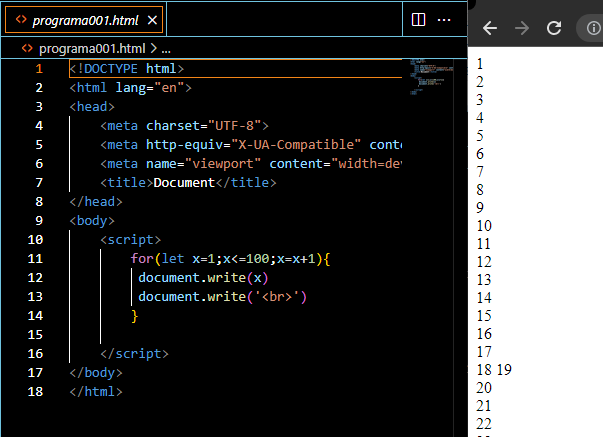 programa001.html
programa001.html > ...
1 <!DOCTYPE html>
2 <html lang="en">
3 <head>
4 <meta charset="UTF-8">
5 <meta http-equiv="X-UA-Compatible" conte
6 <meta name="viewport" content="width=dev
7 <title>Document</title>
8 </head>
9 <body>
10 <script>
11 for(let x=1;x<=100;x=x+1){
12 document.write(x)
13 document.write('<br>')
14 }
15
16 </script>
17 </body>
18 </html>
1
2
3
4
5
6
7
8
9
10
11
12
13
14
15
16
17
18 19
20
21
22